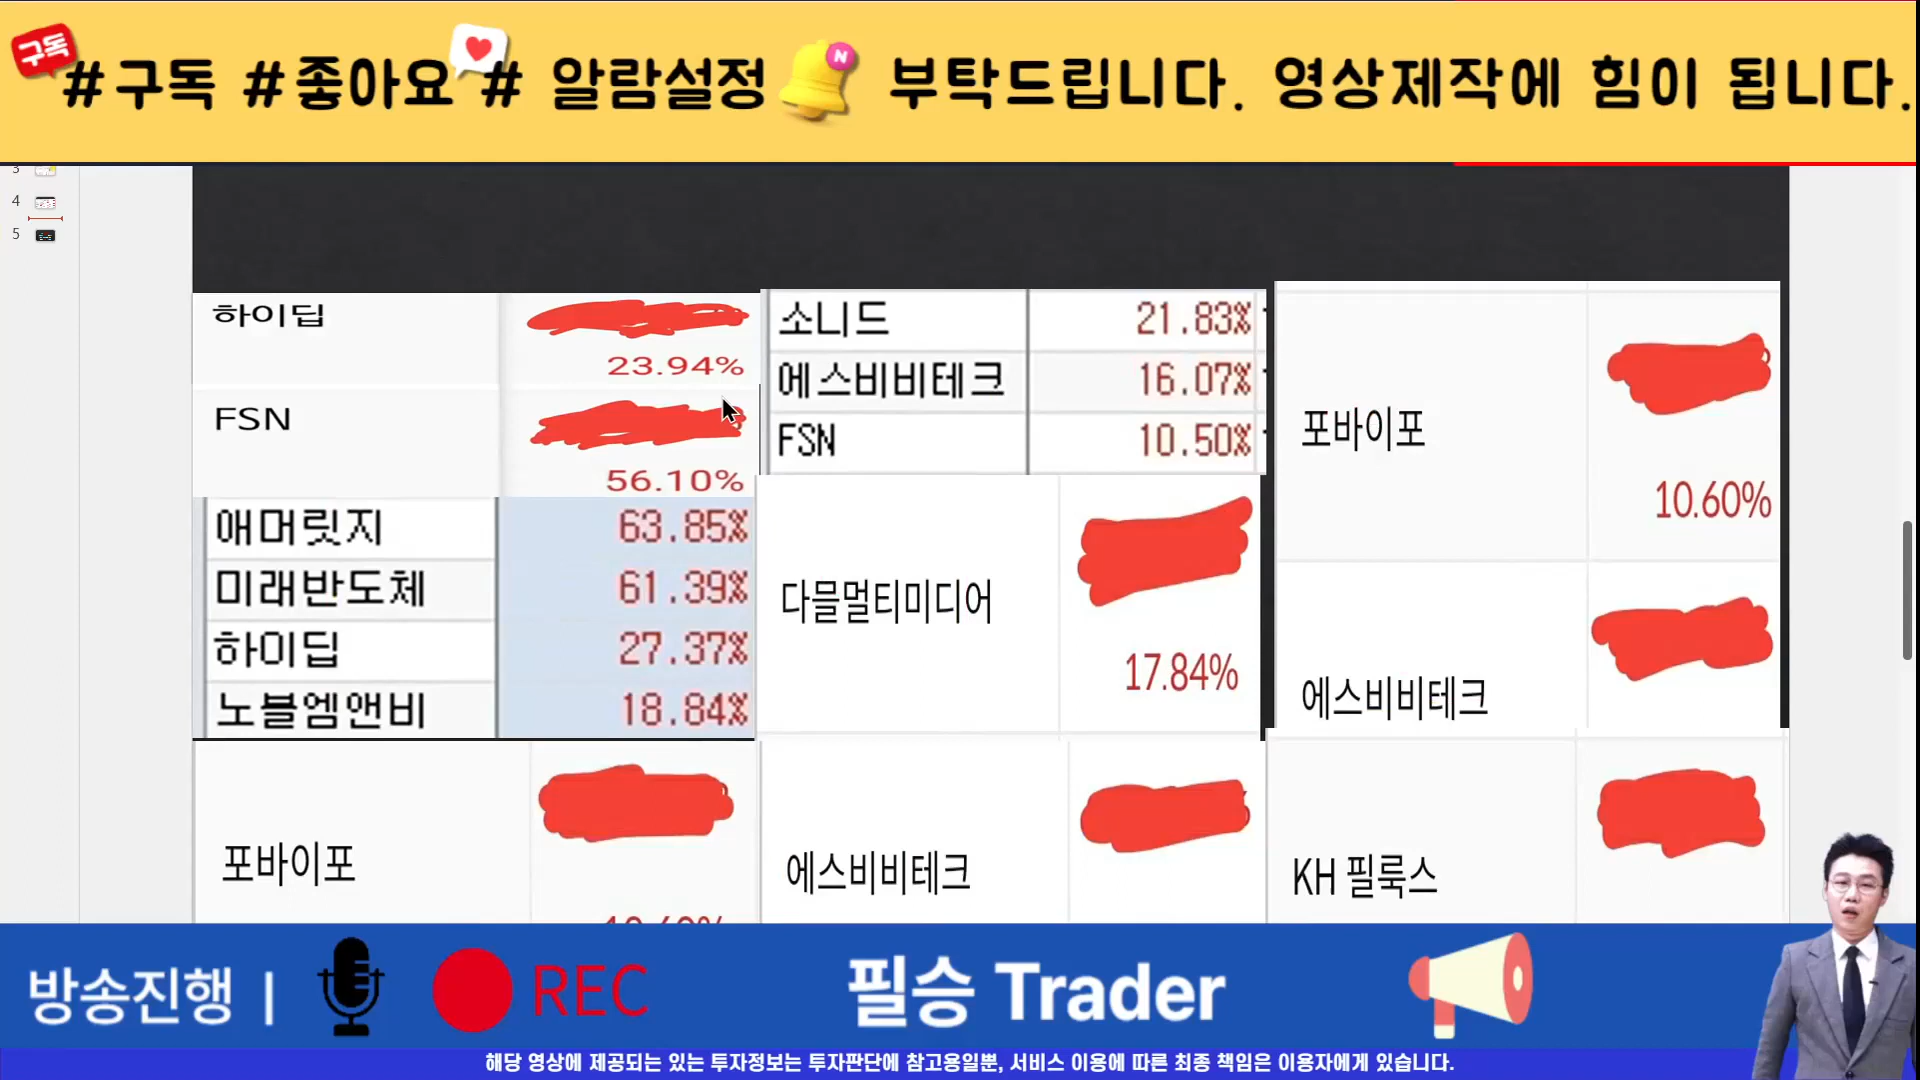 구독
#구독 #좋아요 # 알람설정 N 부탁드립니다. 영상제작에 힘이 됩니다.
3
4
5
하이딥
23.94%
FSN
56.10%
애머릿지 63.85%
미래반도체 61.39%
하이딥 27.37%
노블엠앤비 18.84%
소니드 21.83%
에스비비테크 16.07%
FSN 10.50%
다믈멀티미디어
17.84%
포바이포
10.60%
에스비비테크
포바이포
에스비비테크
KH 필룩스
방송진행 | REC 필승 Trader
해당 영상에 제공되는 있는 투자정보는 투자판단에 참고용일뿐, 서비스 이용에 따른 최종 책임은 이용자에게 있습니다.